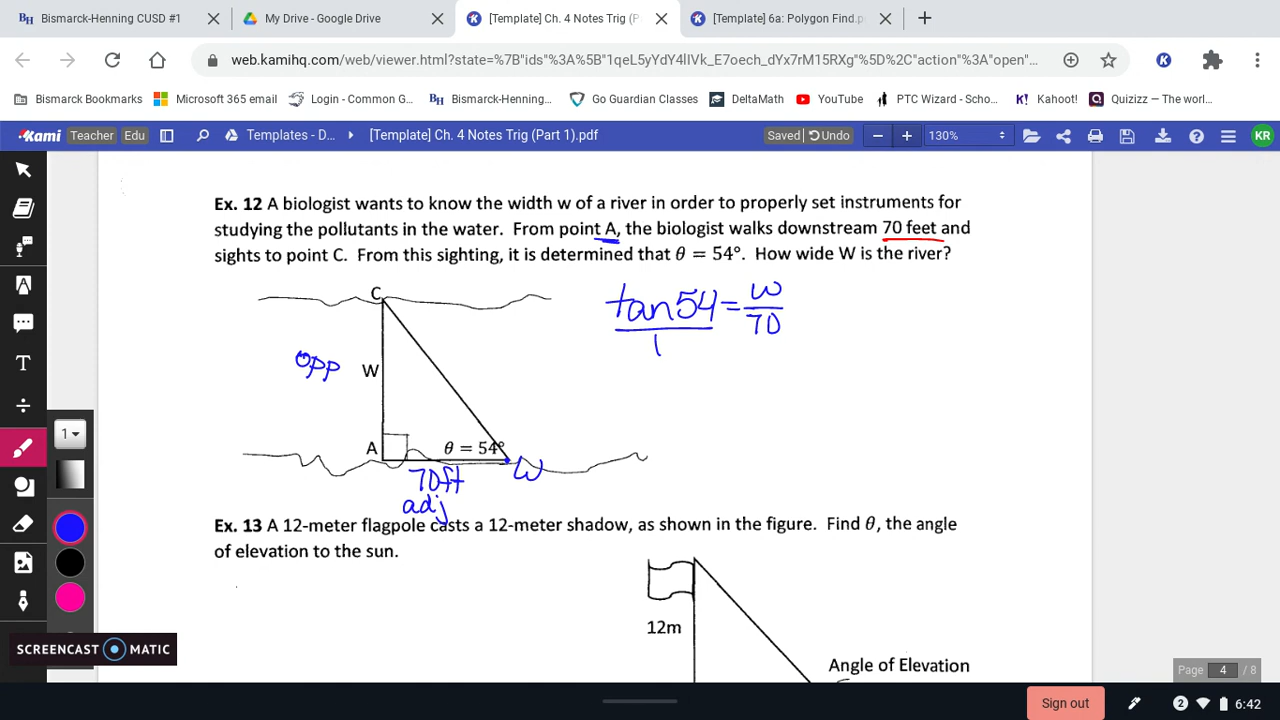 Bismarck-Henning CUSD #1
My Drive - Google Drive
[Template] Ch. 4 Notes Trig (P
[Template] 6a: Polygon Find.p
web.kamihq.com/web/viewer.html?state=%7B"ids"%3A%5B"1qeL5yYdY4lIVk_E7oech_dYx7rM15RXg"%5D%2C"action"%3A"open"...
Bismarck Bookmarks
Microsoft 365 email
Login - Common G...
Bismarck-Henning...
Go Guardian Classes
DeltaMath
YouTube
PTC Wizard - Scho...
Kahoot!
Quizizz — The worl...
Kami Teacher Edu
Templates - D...
[Template] Ch. 4 Notes Trig (Part 1).pdf
Saved Undo
130%
KR
Ex. 12 A biologist wants to know the width w of a river in order to properly set instruments for
studying the pollutants in the water. From point A, the biologist walks downstream 70 feet and
sights to point C. From this sighting, it is determined that θ = 54°. How wide W is the river?
C
tan54 = w
70
1
opp
W
A
θ = 54°
70ft
W
adj
1
Ex. 13 A 12-meter flagpole casts a 12-meter shadow, as shown in the figure. Find θ, the angle
of elevation to the sun.
12m
SCREENCAST MATIC
Angle of Elevation
Page 4 / 8
Sign out
2
6:42